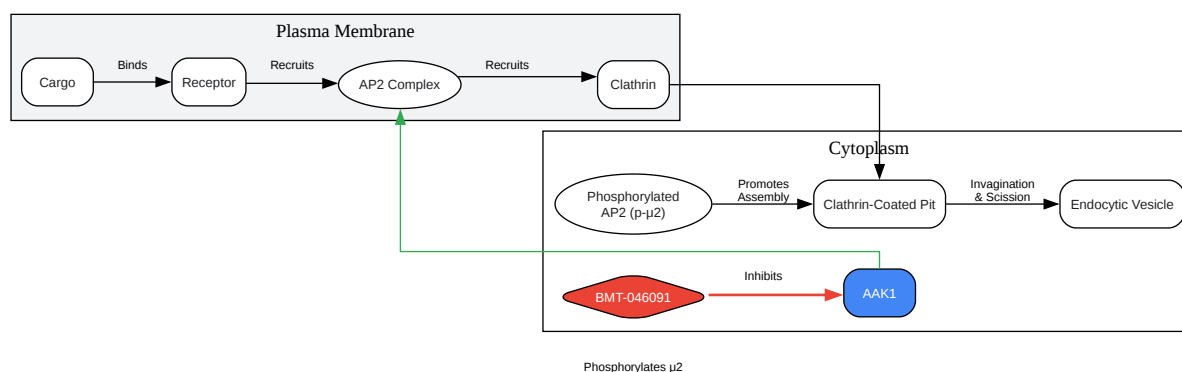 Plasma Membrane
Cargo
Binds
Receptor
Recruits
AP2 Complex
Recruits
Clathrin
Cytoplasm
Phosphorylated
AP2 (p-μ2)
Promotes
Assembly
Clathrin-Coated Pit
Invagination
& Scission
Endocytic Vesicle
BMT-046091
Inhibits
AAK1
Phosphorylates μ2